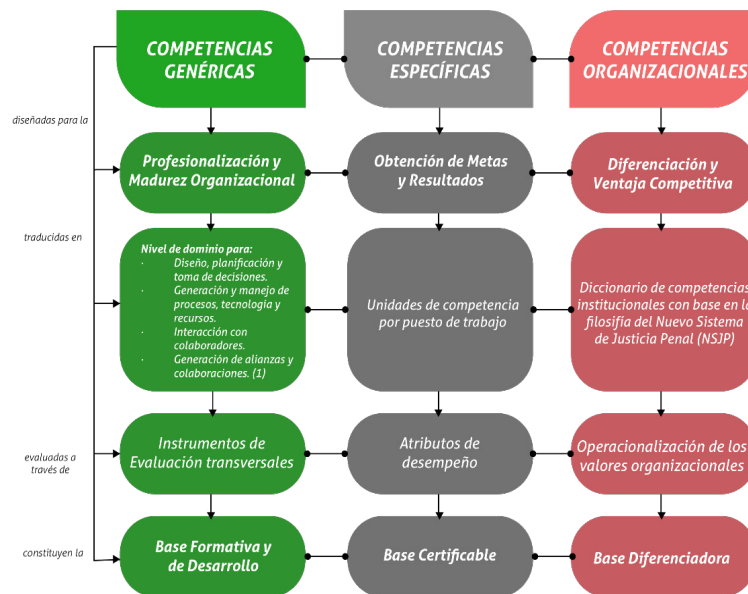 COMPETENCIAS
GENÉRICAS
COMPETENCIAS
ESPECÍFICAS
COMPETENCIAS
ORGANIZACIONALES
diseñadas para la
Profesionalización y
Madurez Organizacional
Obtención de Metas
y Resultados
Diferenciación y
Ventaja Competitiva
traducidas en
Nivel de dominio para:
· Diseño, planificación y
toma de decisiones.
· Generación y manejo de
procesos, tecnología y
recursos.
· Interacción con
colaboradores.
· Generación de alianzas y
colaboraciones. (1)
Unidades de competencia
por puesto de trabajo
Diccionario de competencias
institucionales con base en la
filosofía del Nuevo Sistema
de Justicia Penal (NSJP)
evaluadas a
través de
Instrumentos de
Evaluación transversales
Atributos de
desempeño
Operacionalización de los
valores organizacionales
constituyen la
Base Formativa y
de Desarrollo
Base Certificable
Base Diferenciadora